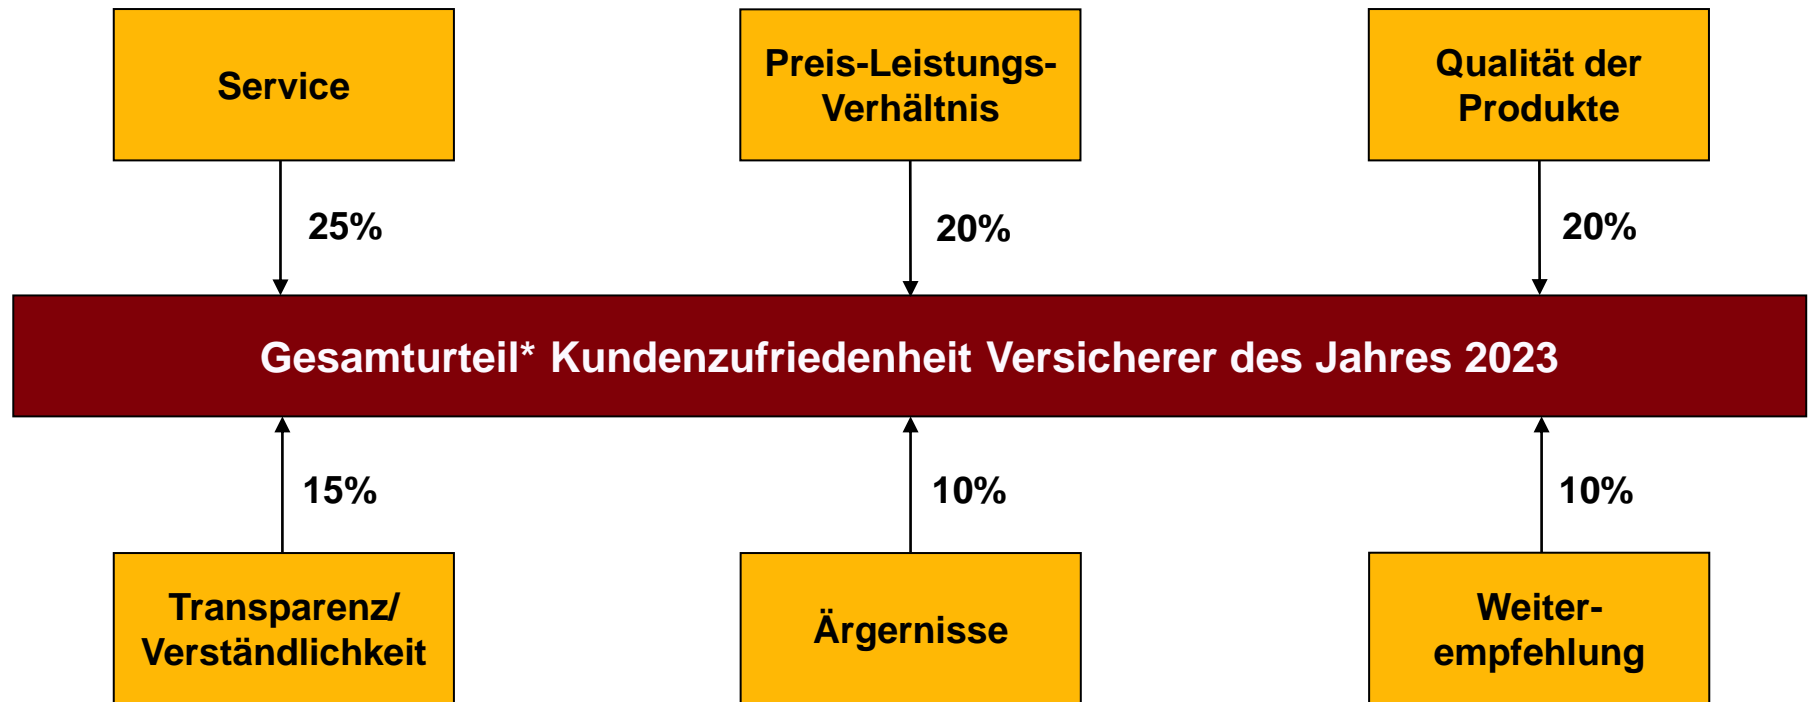 Service
Preis-Leistungs-
Verhältnis
Qualität der
Produkte
25%
20%
20%
Gesamturteil* Kundenzufriedenheit Versicherer des Jahres 2023
15%
10%
10%
Transparenz/
Verständlichkeit
Ärgernisse
Weiter-
empfehlung